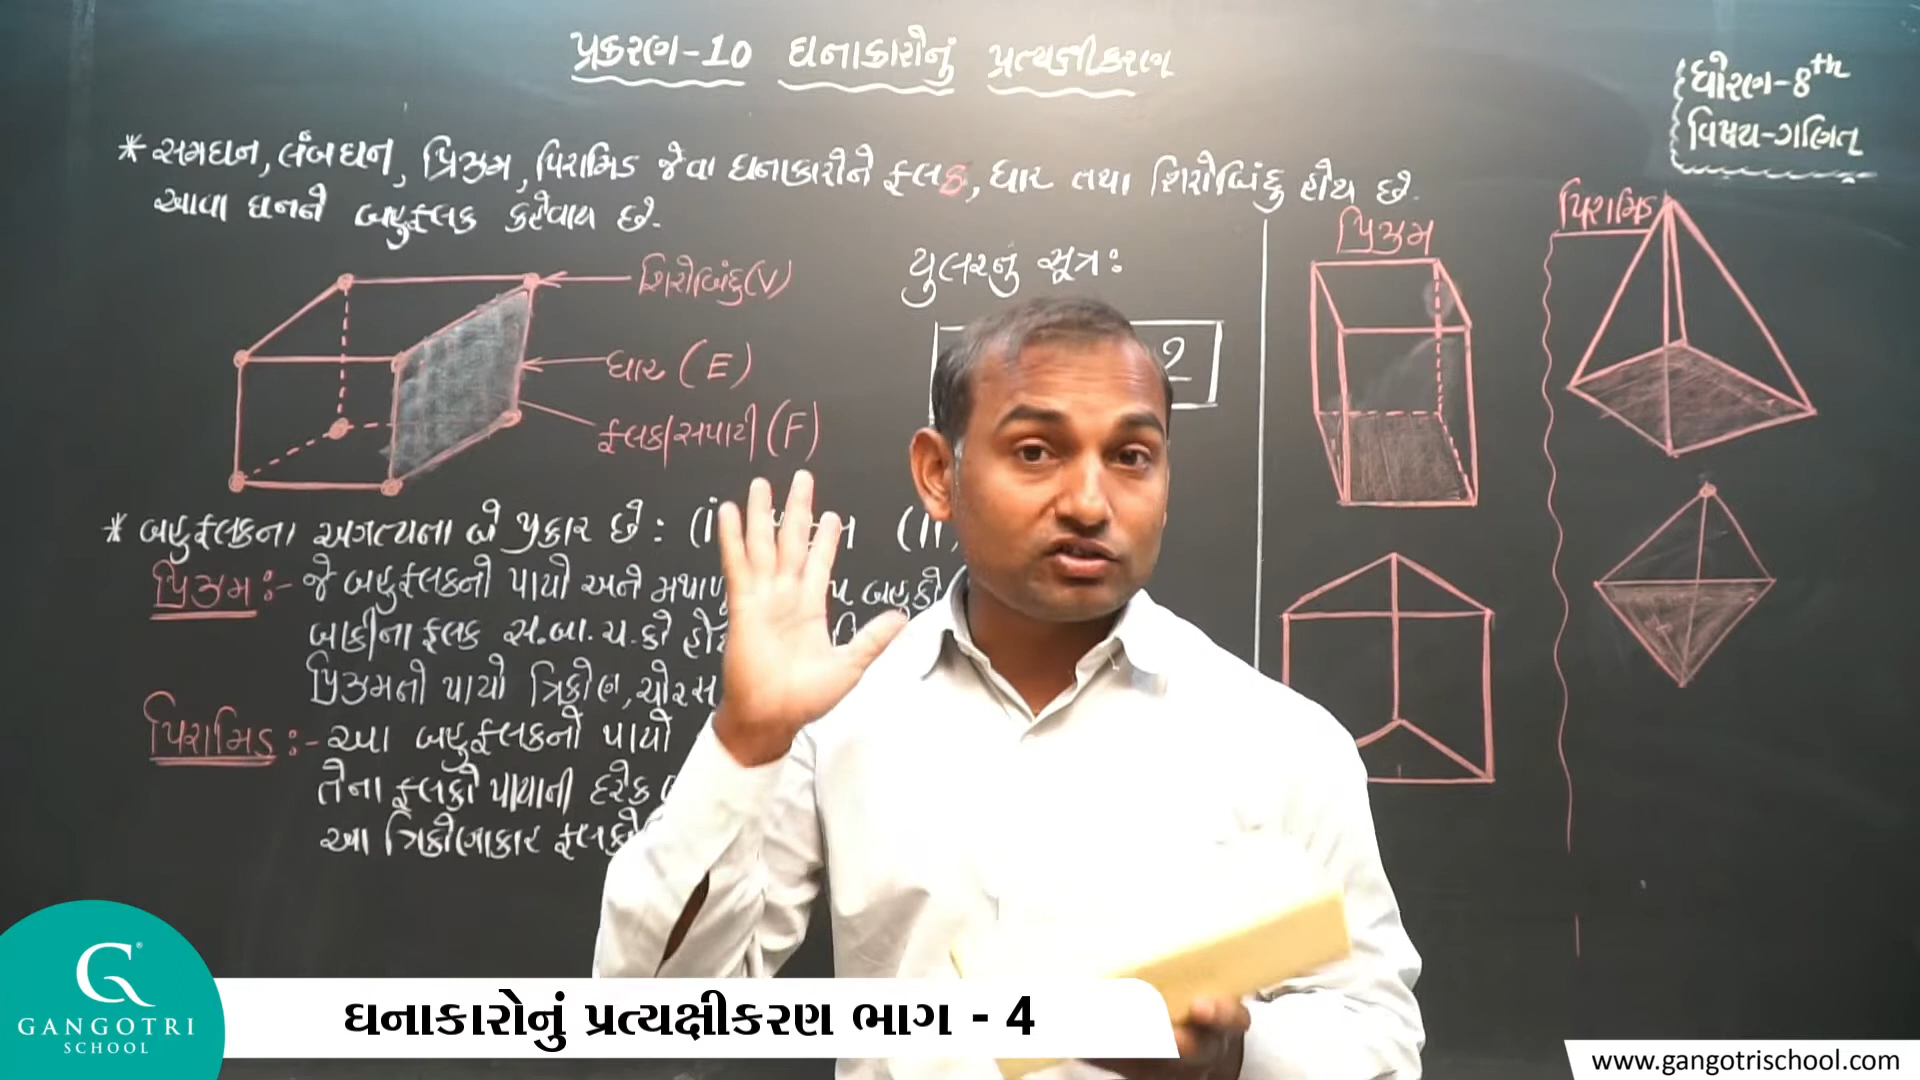 પ્રકરણ-10 ઘનાકારોનું પ્રત્યક્ષીકરણ
ધોરણ-8th
વિષય-ગણિત
* સમઘન, લંબઘન, પ્રિઝમ, પિરામિડ જેવા ઘનાકારોને ફલક, ધાર તથા શિરોબિંદુ હોય છે.
આવા ઘનને બહુફલક કહેવાય છે.
શિરોબિંદુ(V)
ધાર (E)
ફલક/સપાટી (F)
યુલરનું સૂત્ર:
2
પ્રિઝમ
પિરામિડ
* બહુફલકના અગત્યના બે પ્રકાર છે:
પ્રિઝમ:- જે બહુફલકનો પાયો અને
બાકીના ફલક સ.બા.ચ.કો
પ્રિઝમનો પાયો ત્રિકોણ, ચોરસ
પિરામિડ:- આ બહુફલકનો પાયો
તેના ફલકો પાયાની દરેક
આ ત્રિકોણાકાર
G
GANGOTRI
SCHOOL
ઘનાકારોનું પ્રત્યક્ષીકરણ ભાગ - 4
www.gangotrischool.com